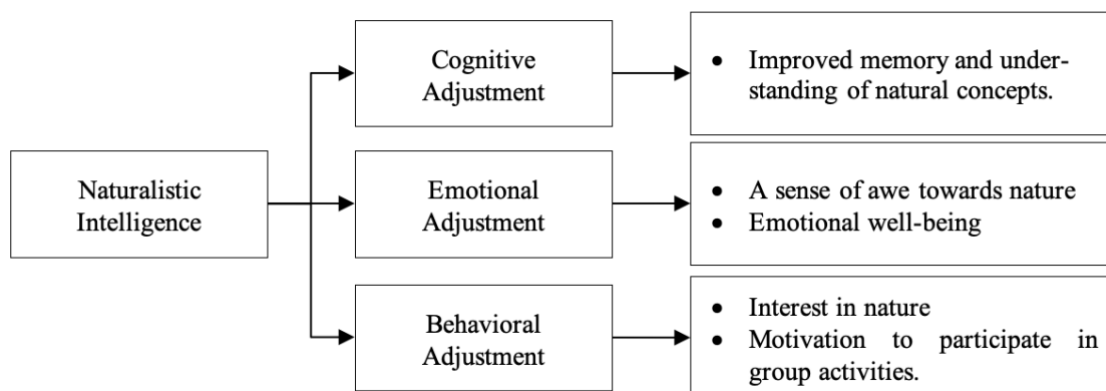 Cognitive
Adjustment
• Improved memory and under-
standing of natural concepts.
Naturalistic
Intelligence
Emotional
Adjustment
• A sense of awe towards nature
• Emotional well-being
Behavioral
Adjustment
• Interest in nature
• Motivation to participate in
group activities.